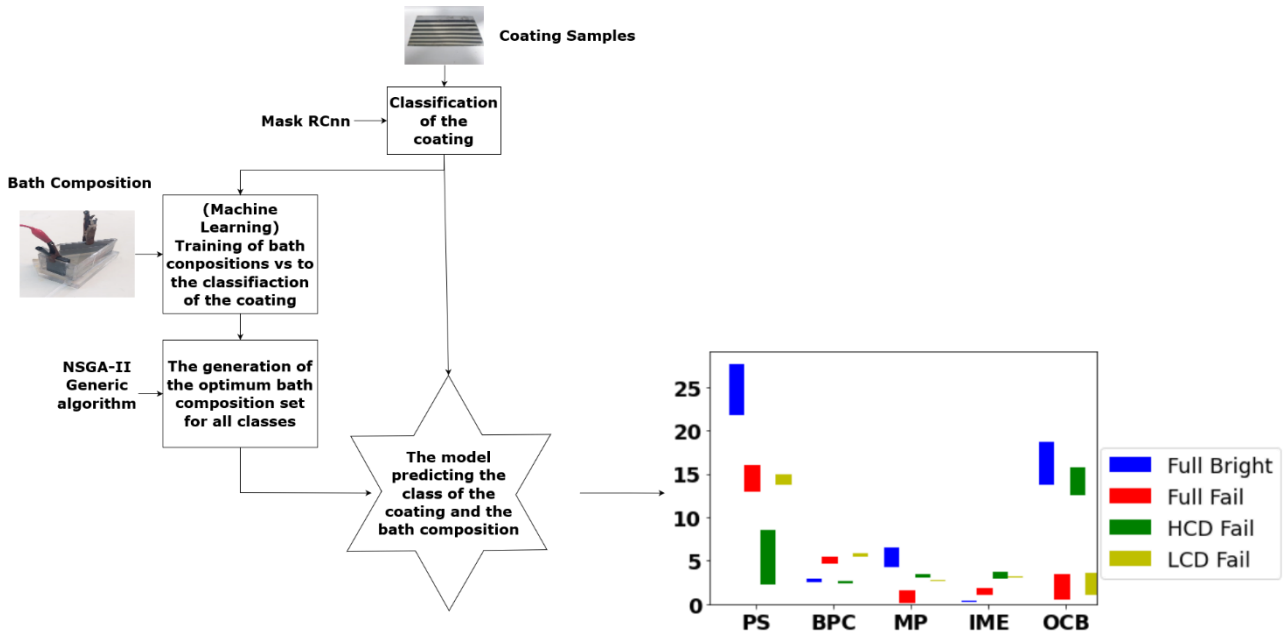 Coating Samples
Classification
of the
coating
Mask RCnn
Bath Composition
(Machine
Learning)
Training of bath
conpositions vs to
the classifiaction
of the coating
NSGA-II
Generic
algorithm
The generation of
the optimum bath
composition set
for all classes
The model
predicting the
class of the
coating and the
bath composition
25
20
15
10
5
0
PS BPC MP IME OCB
Full Bright
Full Fail
HCD Fail
LCD Fail